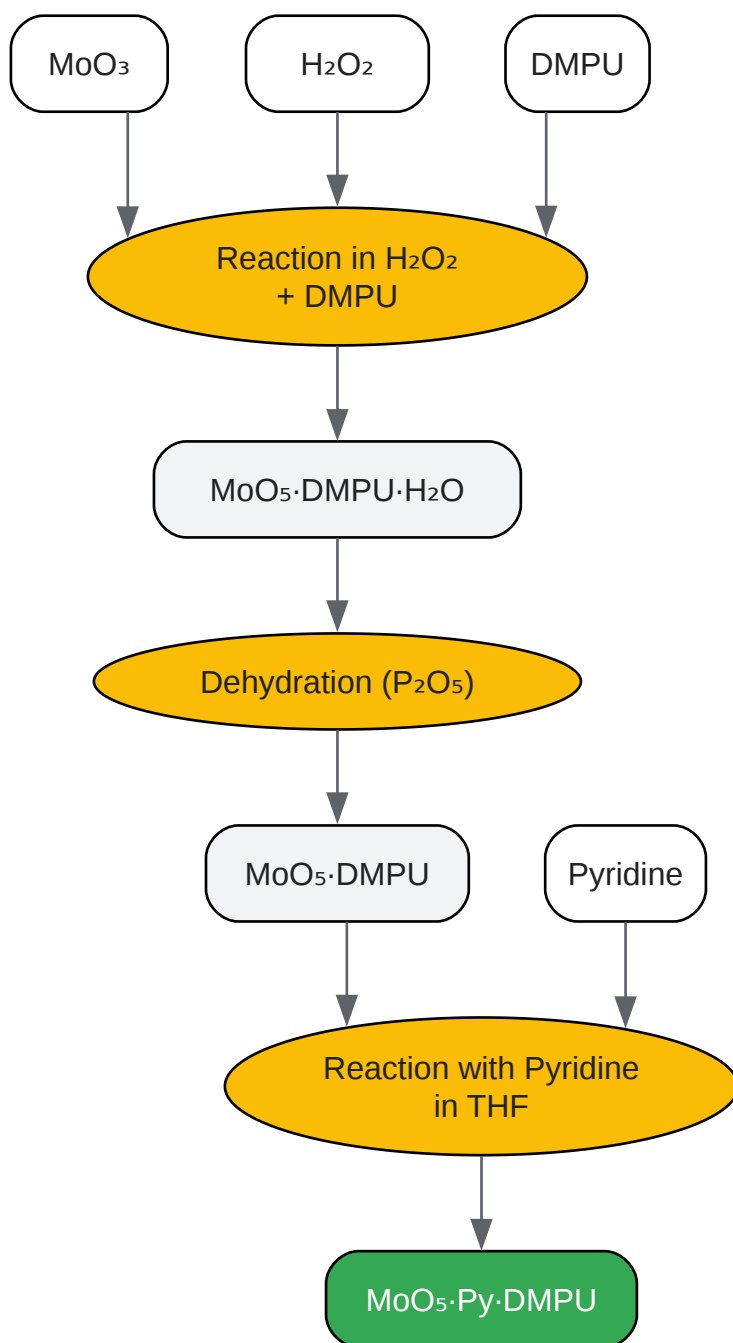 MoO₃
H₂O₂
DMPU
Reaction in H₂O₂
+ DMPU
MoO₅·DMPU·H₂O
Dehydration (P₂O₅)
MoO₅·DMPU
Pyridine
Reaction with Pyridine
in THF
MoO₅·Py·DMPU